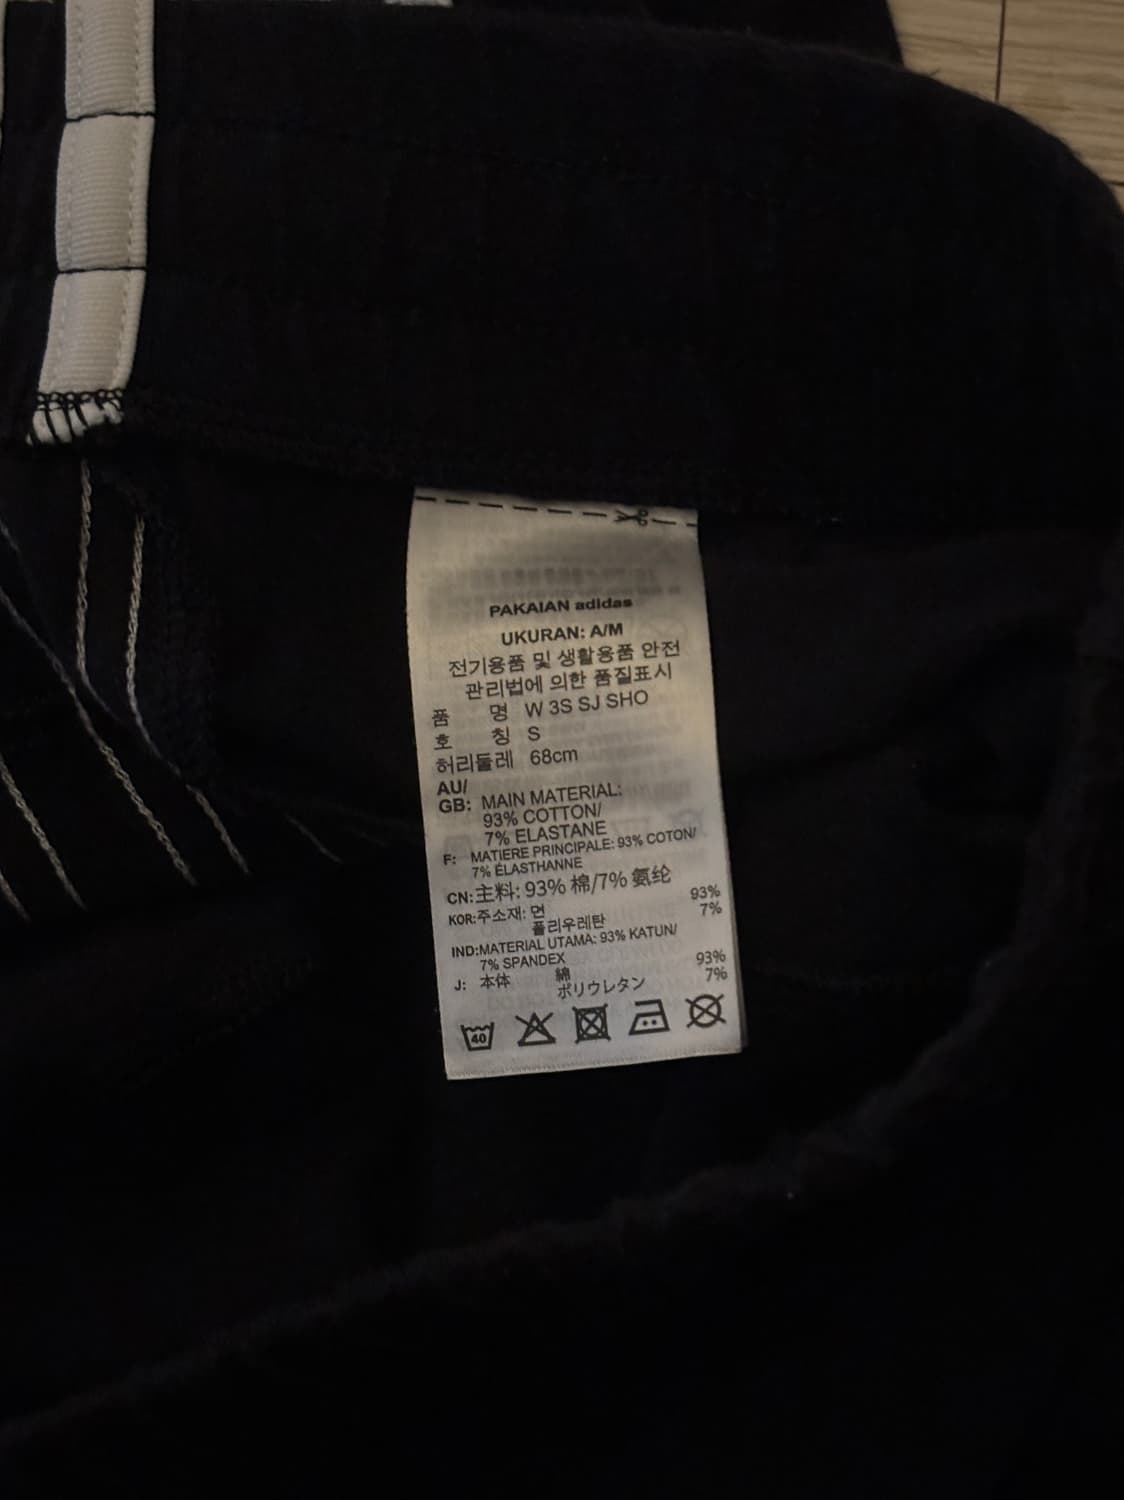 PAKAIAN adidas
UKURAN: A/M
전기용품 및 생활용품 안전
관리법에 의한 품질표시
품 명 W 3S SJ SHO
호 칭 S
허리둘레 68cm
AU/
GB: MAIN MATERIAL:
93% COTTON/
7% ELASTANE
F: MATIERE PRINCIPALE: 93% COTON/
7% ÉLASTHANNE
CN:主料: 93% 棉/7% 氨纶
KOR:주소재: 면 93%
폴리우레탄 7%
IND:MATERIAL UTAMA: 93% KATUN/
7% SPANDEX
J: 本体 綿 93%
ポリウレタン 7%
40